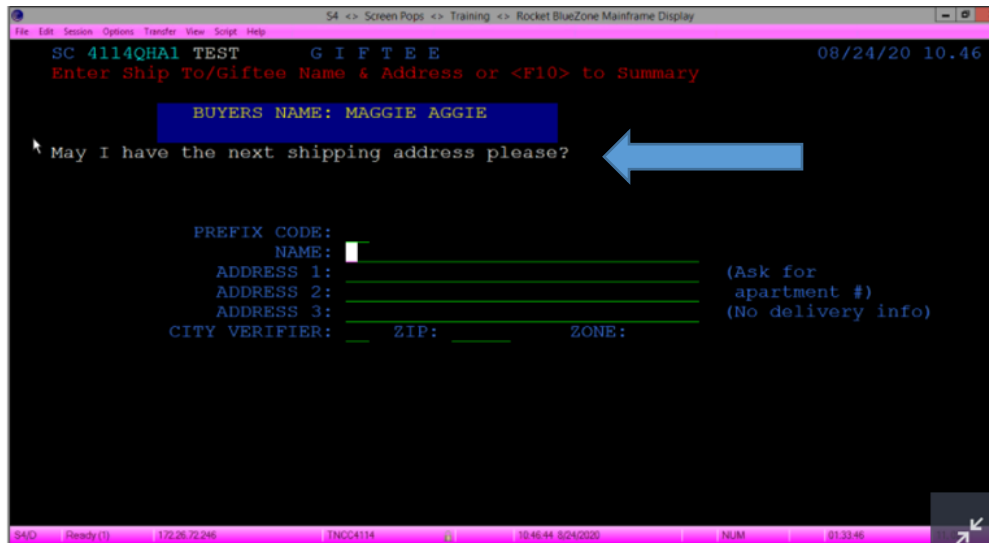 S4 <> Screen Pops <> Training <> Rocket BlueZone Mainframe Display
File Edit Session Options Transfer View Script Help
SC 4114QHA1 TEST G I F T E E 08/24/20 10.46
Enter Ship To/Giftee Name & Address or <F10> to Summary
BUYERS NAME: MAGGIE AGGIE
May I have the next shipping address please?
PREFIX CODE:
NAME:
ADDRESS 1: (Ask for
ADDRESS 2: apartment #)
ADDRESS 3: (No delivery info)
CITY VERIFIER: ZIP: ZONE:
S4/D Ready (1) 172.26.72.246 TNCC4114 10:46:44 8/24/2020 NUM 01:33:46